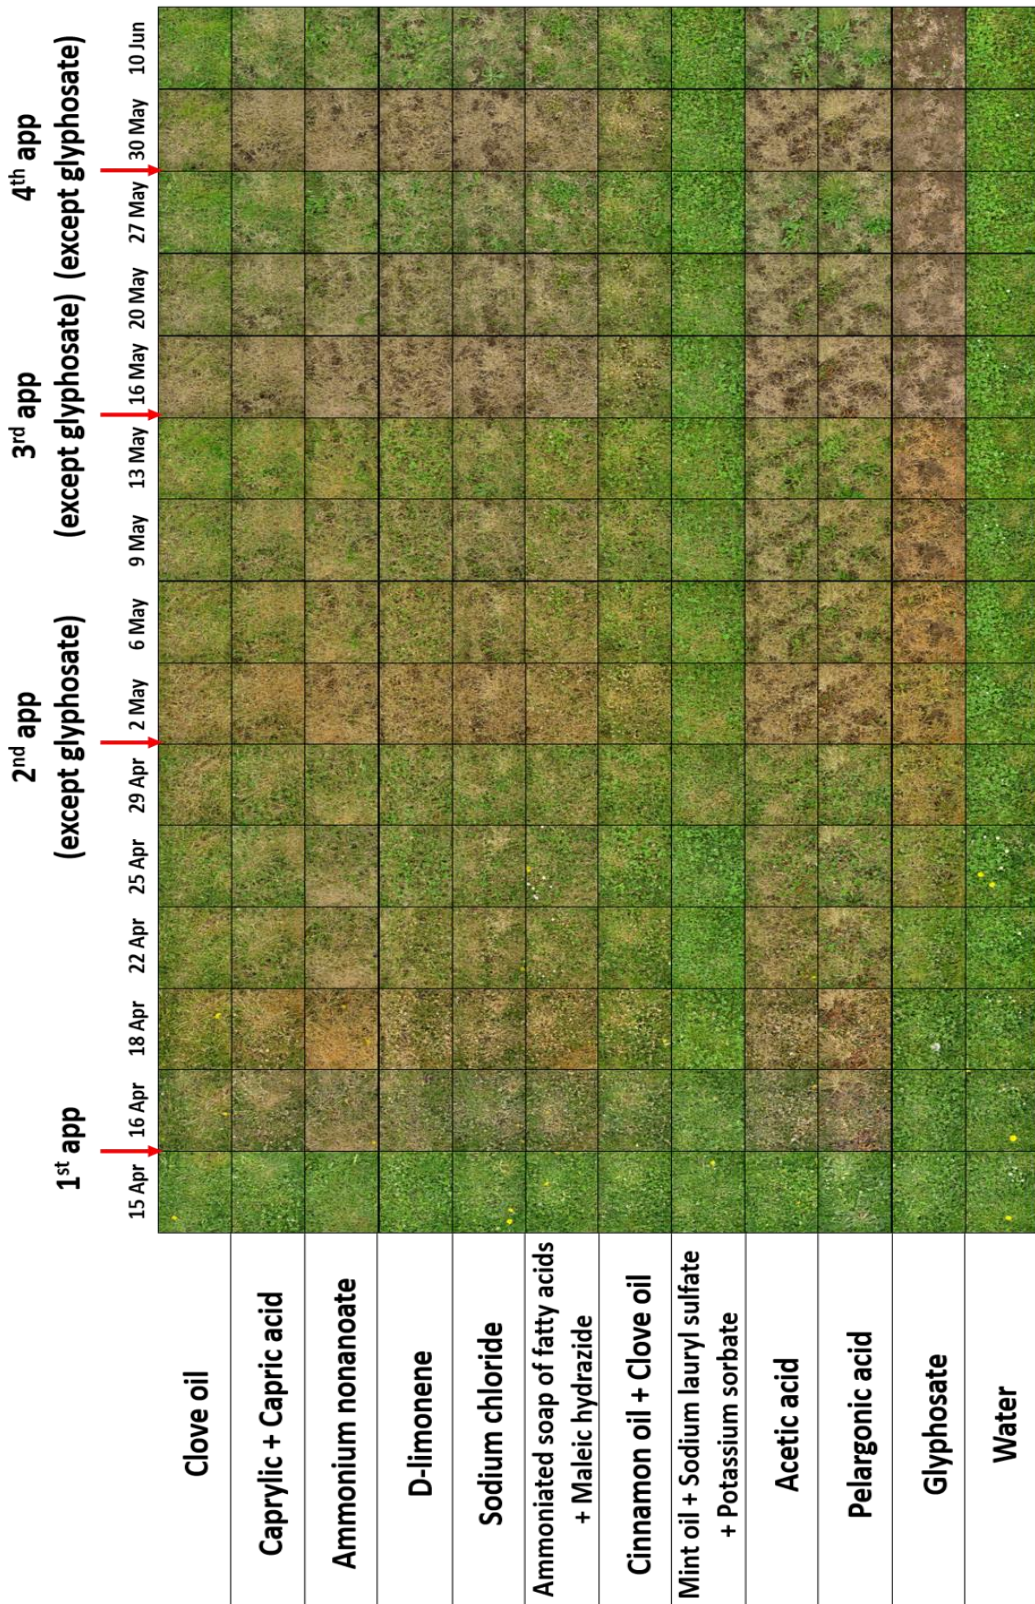 1st app
2nd app
(except glyphosate)
3rd app
(except glyphosate)
4th app
(except glyphosate)
15 Apr
16 Apr
18 Apr
22 Apr
25 Apr
29 Apr
2 May
6 May
9 May
13 May
16 May
20 May
27 May
30 May
10 Jun
Clove oil
Caprylic + Capric acid
Ammonium nonanoate
D-limonene
Sodium chloride
Ammoniated soap of fatty acids
+ Maleic hydrazide
Cinnamon oil + Clove oil
Mint oil + Sodium lauryl sulfate
+ Potassium sorbate
Acetic acid
Pelargonic acid
Glyphosate
Water